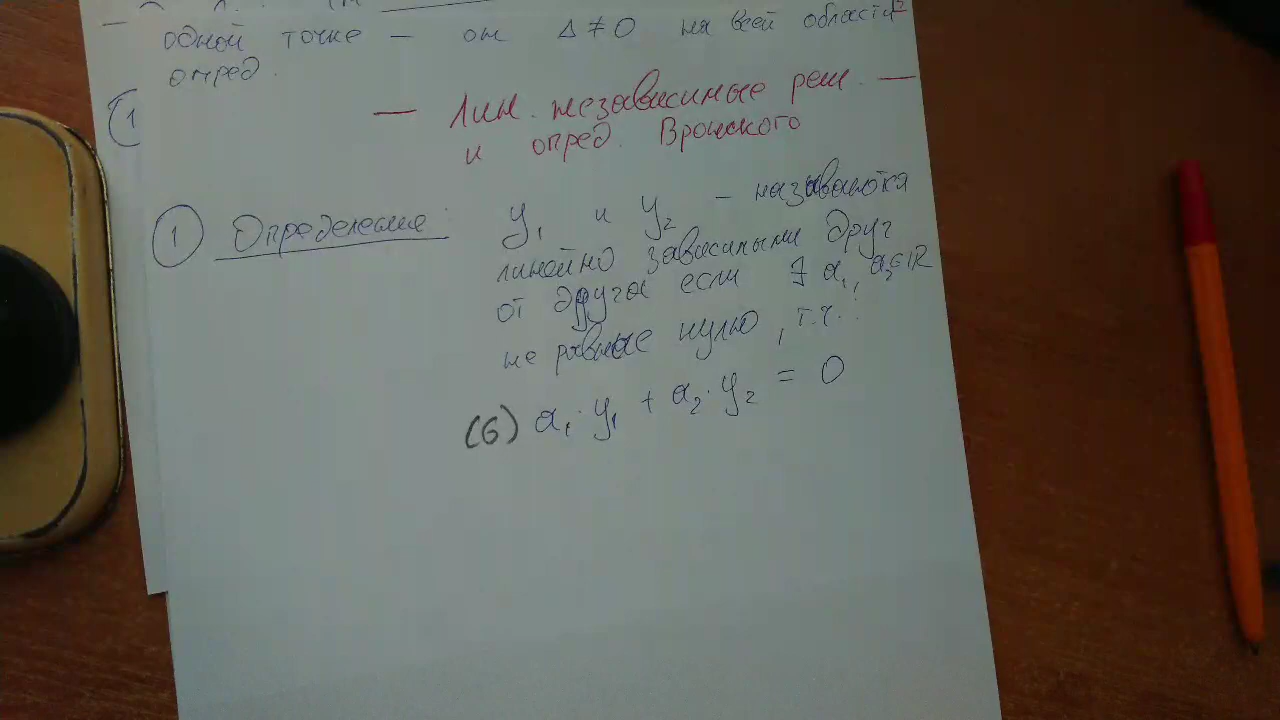 одной точке — он Δ ≠ 0 на всей области
опред.
— Лин. независимые реш. —
и опред. Вронского
① Определение: y₁ и y₂ - называются
линейно зависимыми друг
от друга если ∃ α₁, α₂ ∈ ℝ
не равные нулю, т.ч.:
(6) α₁·y₁ + α₂·y₂ = 0